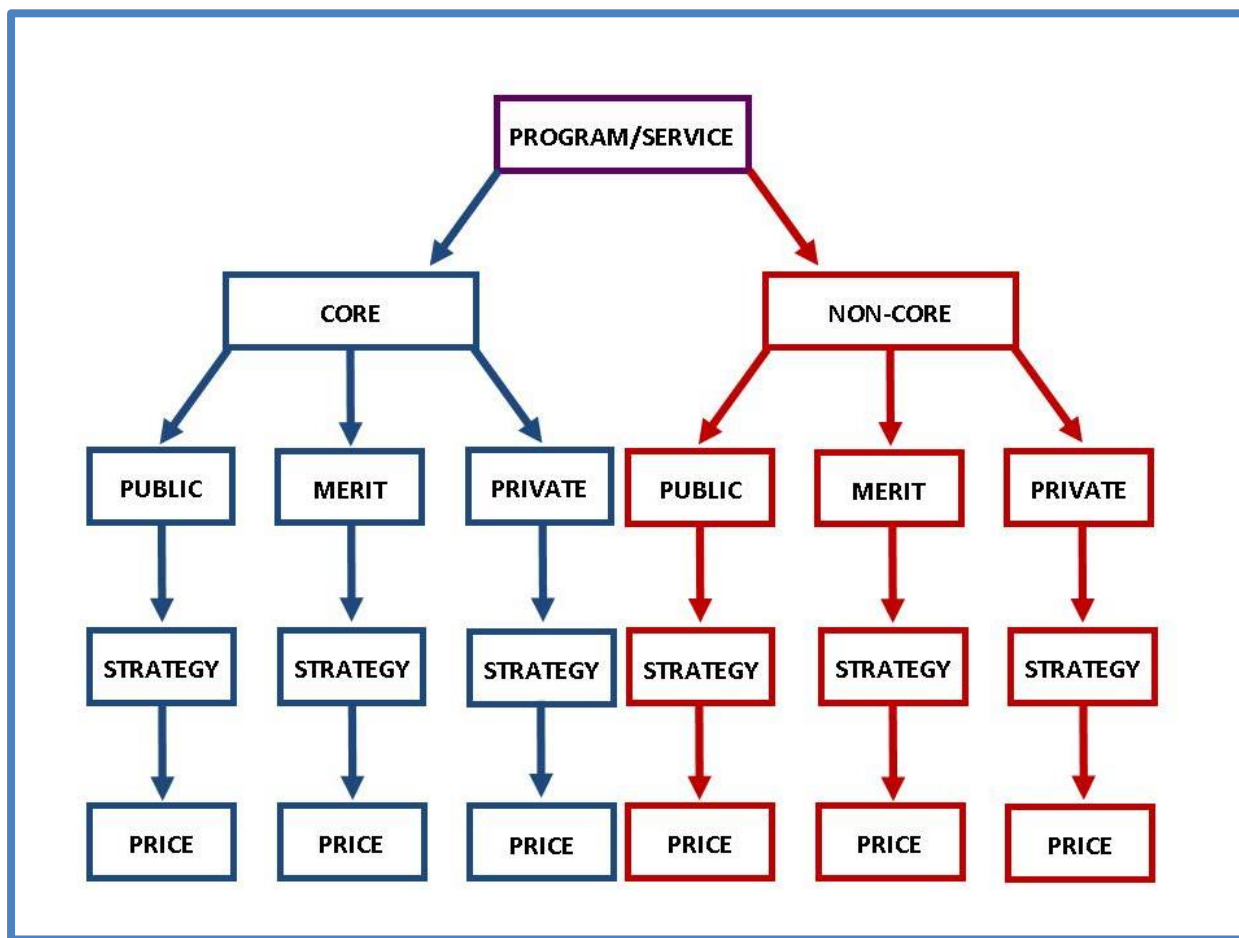 PROGRAM/SERVICE
CORE
NON-CORE
PUBLIC
MERIT
PRIVATE
PUBLIC
MERIT
PRIVATE
STRATEGY
STRATEGY
STRATEGY
STRATEGY
STRATEGY
STRATEGY
PRICE
PRICE
PRICE
PRICE
PRICE
PRICE